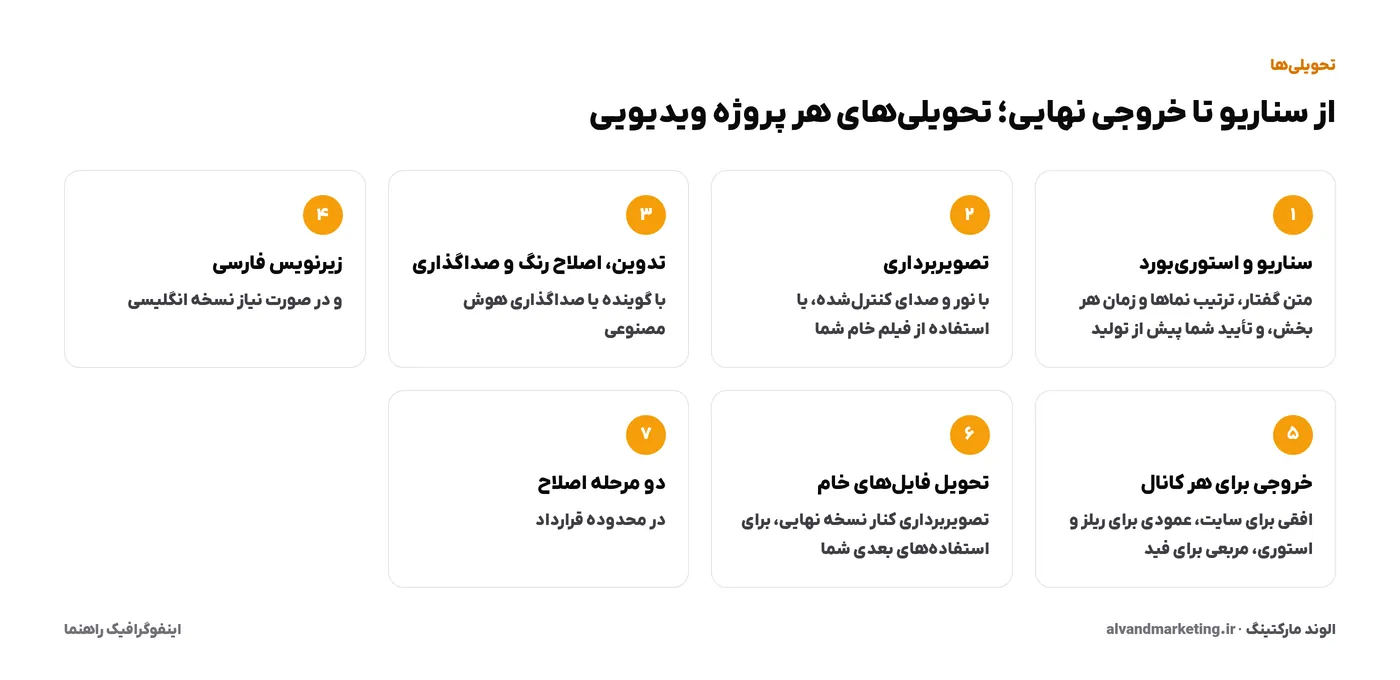 تحویلی‌ها
از سناریو تا خروجی نهایی؛ تحویلی‌های هر پروژه ویدیویی
۱
سناریو و استوری‌بورد
متن گفتار، ترتیب نماها و زمان هر
بخش، و تأیید شما پیش از تولید
۲
تصویربرداری
با نور و صدای کنترل‌شده، یا
استفاده از فیلم خام شما
۳
تدوین، اصلاح رنگ و صداگذاری
با گوینده یا صداگذاری هوش
مصنوعی
۴
زیرنویس فارسی
و در صورت نیاز نسخه انگلیسی
۵
خروجی برای هر کانال
افقی برای سایت، عمودی برای ریلز و
استوری، مربعی برای فید
۶
تحویل فایل‌های خام
تصویربرداری کنار نسخه نهایی، برای
استفاده‌های بعدی شما
۷
دو مرحله اصلاح
در محدوده قرارداد
الوند مارکتینگ · alvandmarketing.ir
اینفوگرافیک راهنما